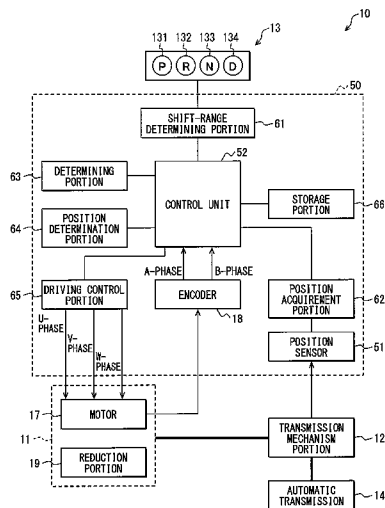 10
13
131 132 133 134
P R N D
50
SHIFT-RANGE
DETERMINING PORTION
61
52
63
DETERMINING
PORTION
CONTROL UNIT
STORAGE
PORTION
66
64
POSITION
DETERMINATION
PORTION
A-PHASE
B-PHASE
65
DRIVING CONTROL
PORTION
ENCODER
18
POSITION
ACQUIREMENT
PORTION
62
U-
PHASE
V-
PHASE
W-
PHASE
POSITION
SENSOR
51
17
MOTOR
11
19
REDUCTION
PORTION
TRANSMISSION
MECHANISM
PORTION
12
AUTOMATIC
TRANSMISSION
14